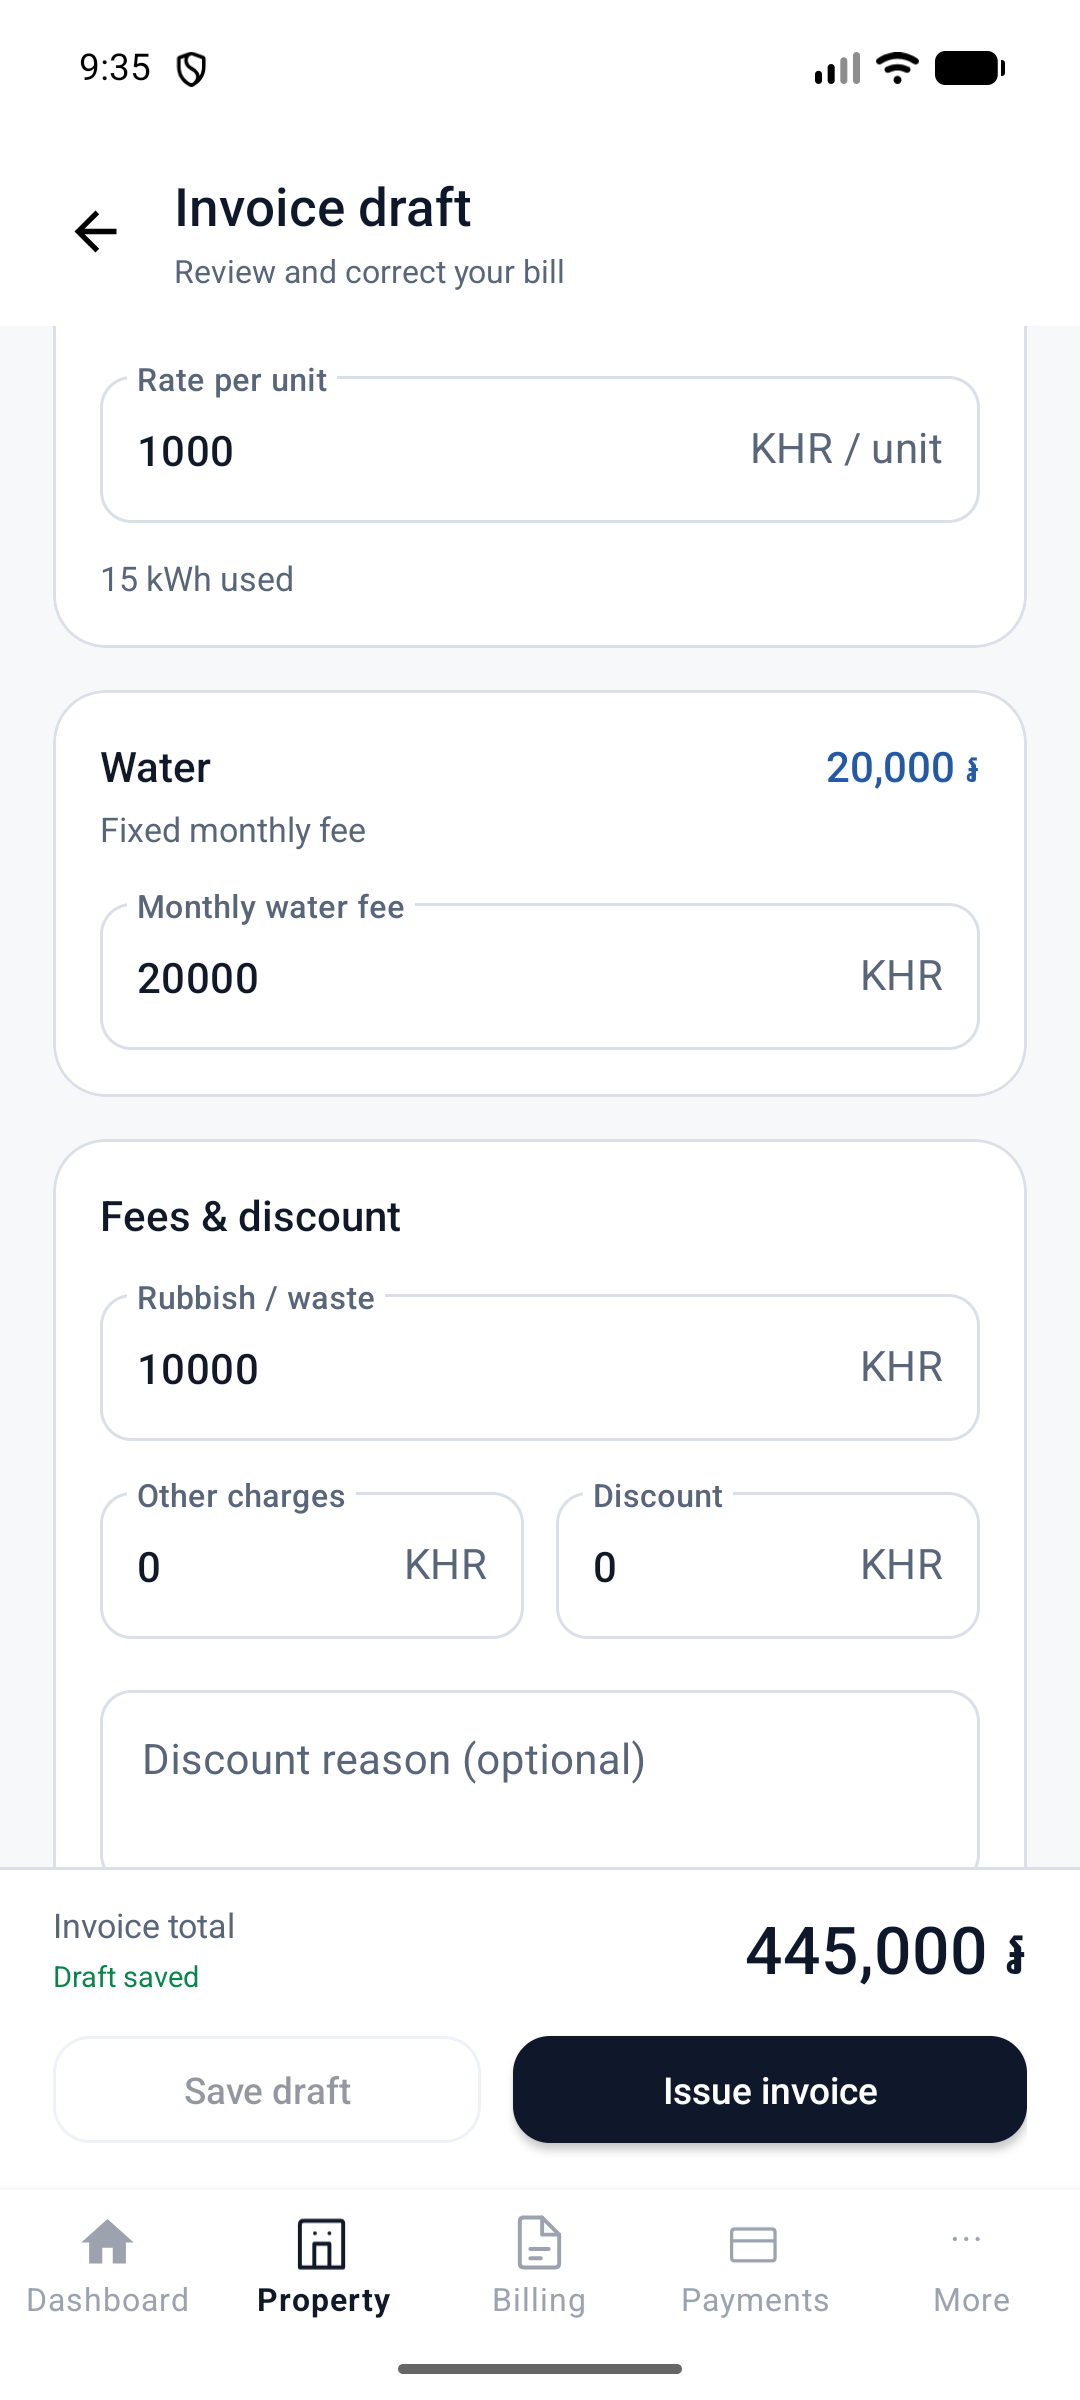 9:35
Invoice draft
Review and correct your bill
Rate per unit
1000 KHR / unit
15 kWh used
Water 20,000 ៛
Fixed monthly fee
Monthly water fee
20000 KHR
Fees & discount
Rubbish / waste
10000 KHR
Other charges Discount
0 KHR 0 KHR
Discount reason (optional)
Invoice total
445,000 ៛
Draft saved
Save draft Issue invoice
Dashboard Property Billing Payments More